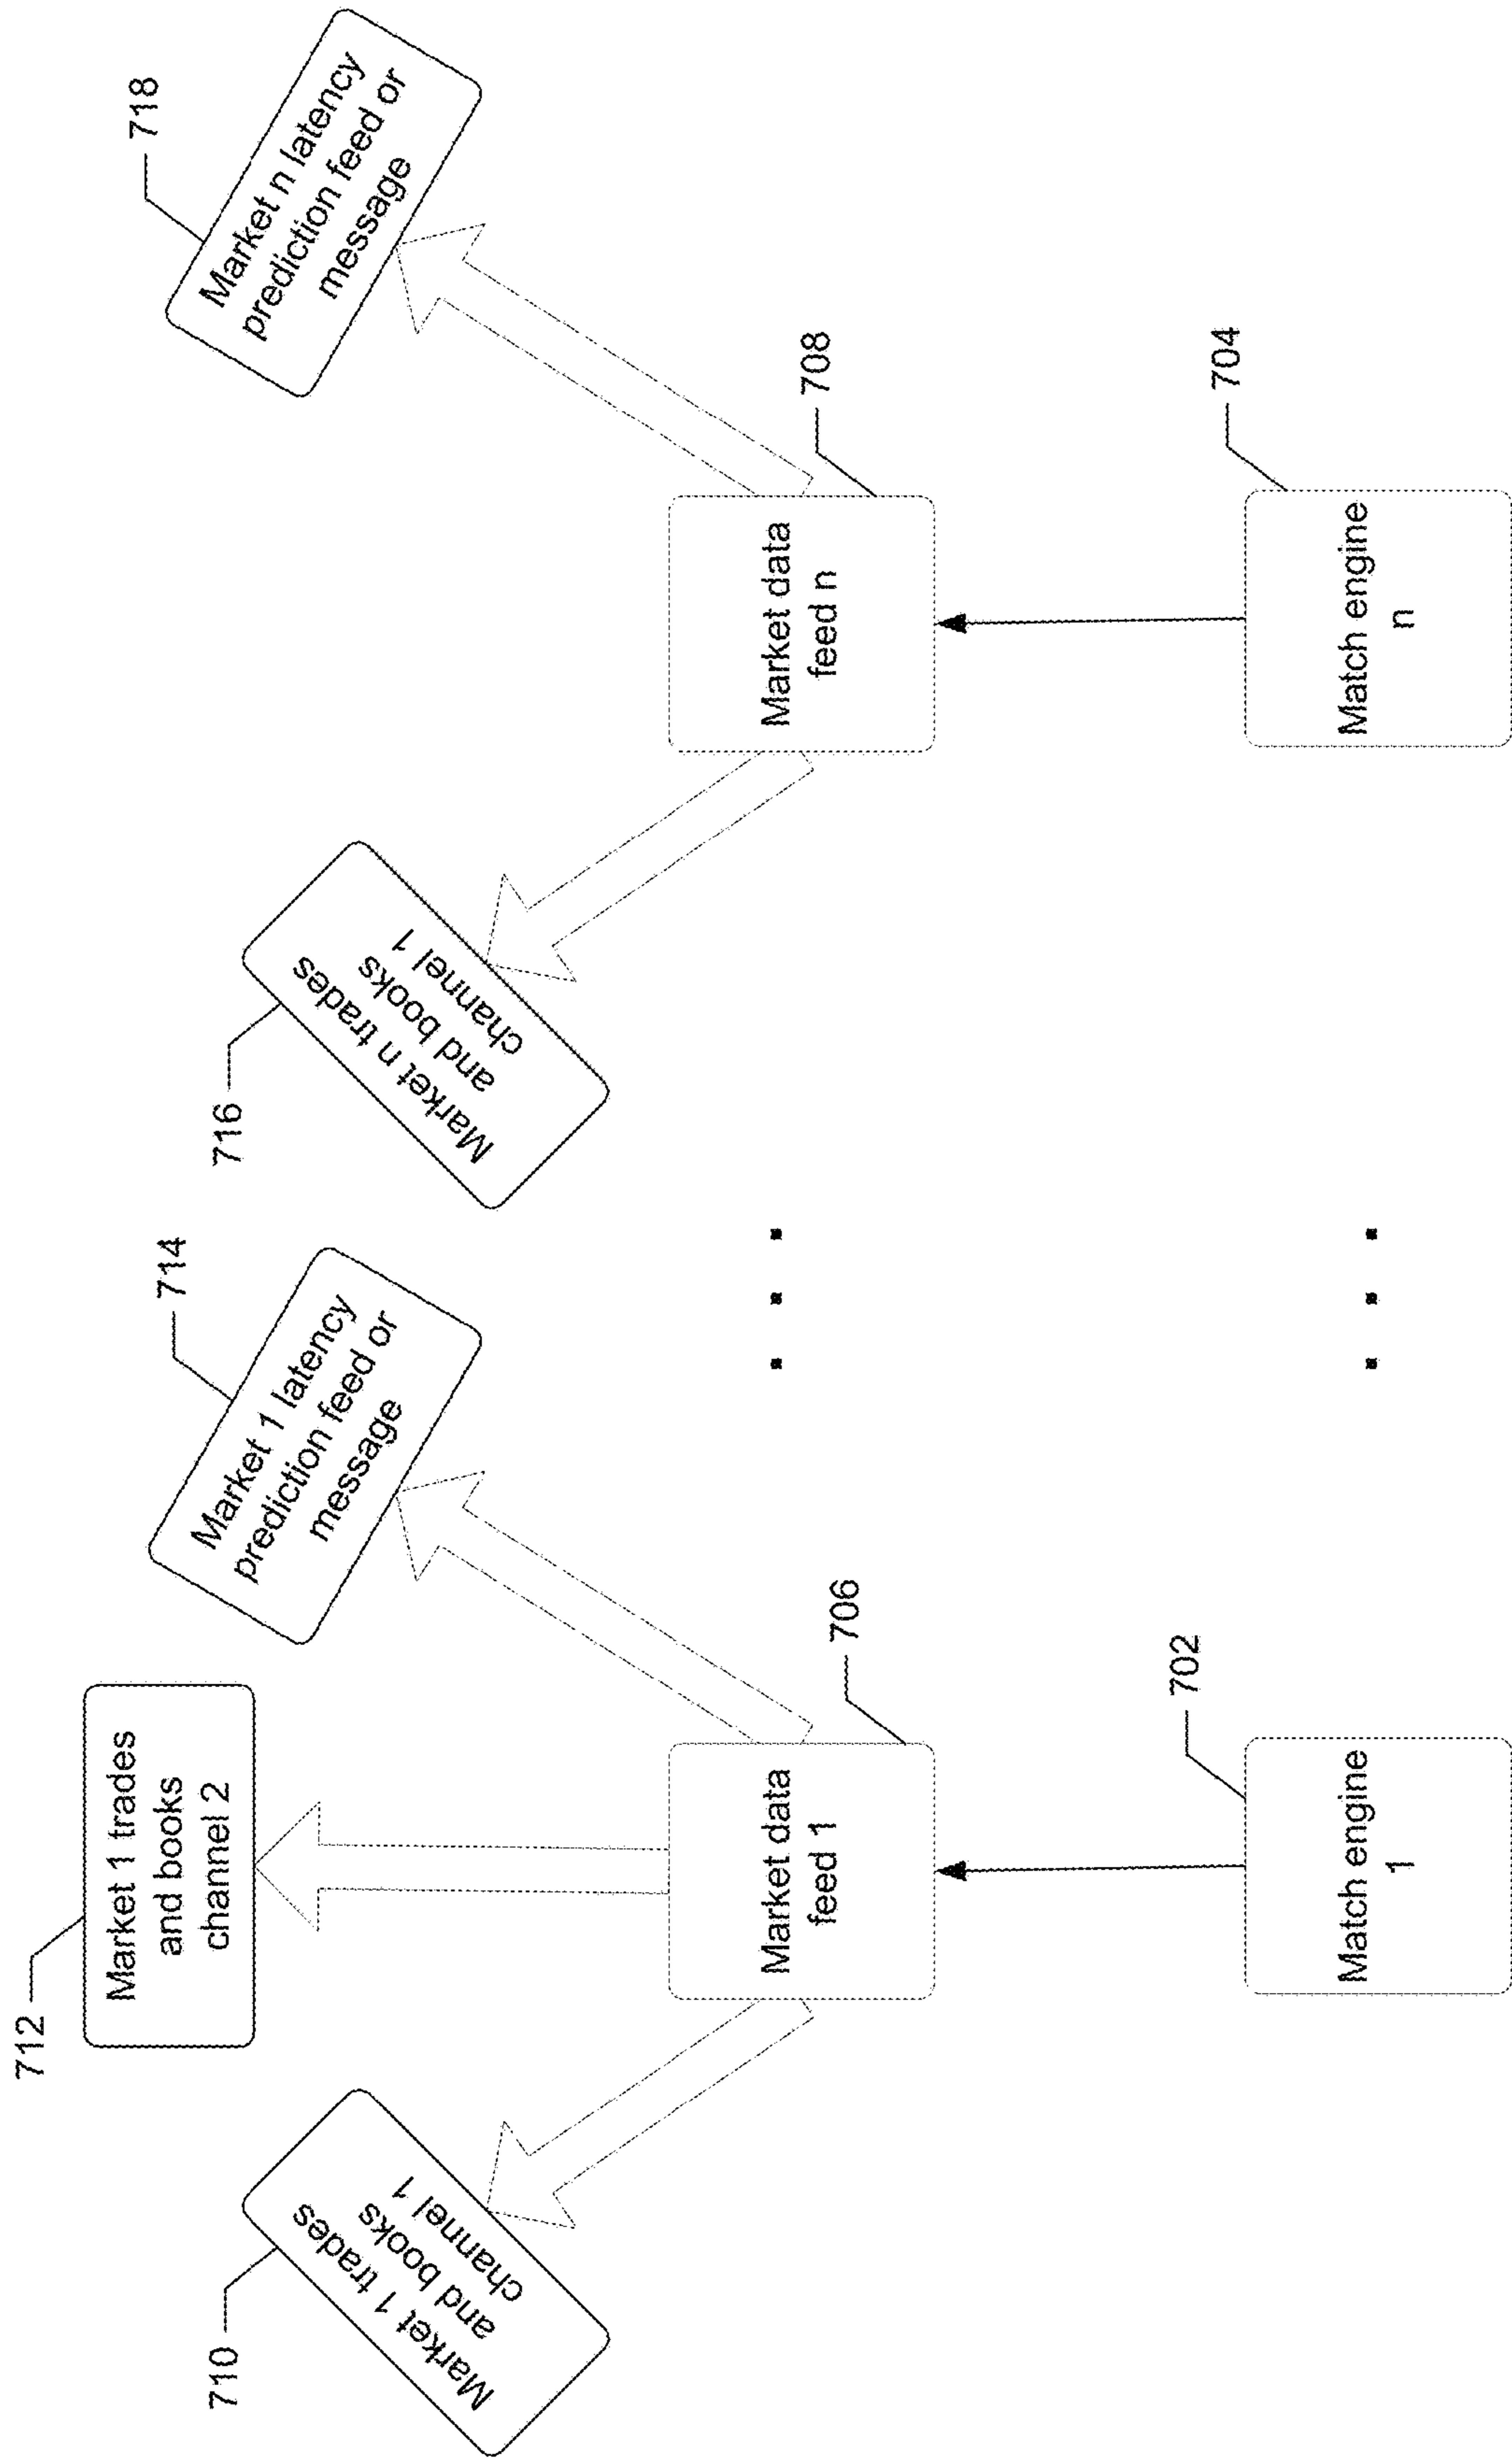 712
Market 1 trades
and books
channel 2
710
Market 1 trades
and books
channel 1
714
Market 1 latency
prediction feed or
message
716
Market n trades
and books
channel 1
718
Market n latency
prediction feed or
message
706
Market data
feed 1
. . .
708
Market data
feed n
702
Match engine
1
. . .
704
Match engine
n